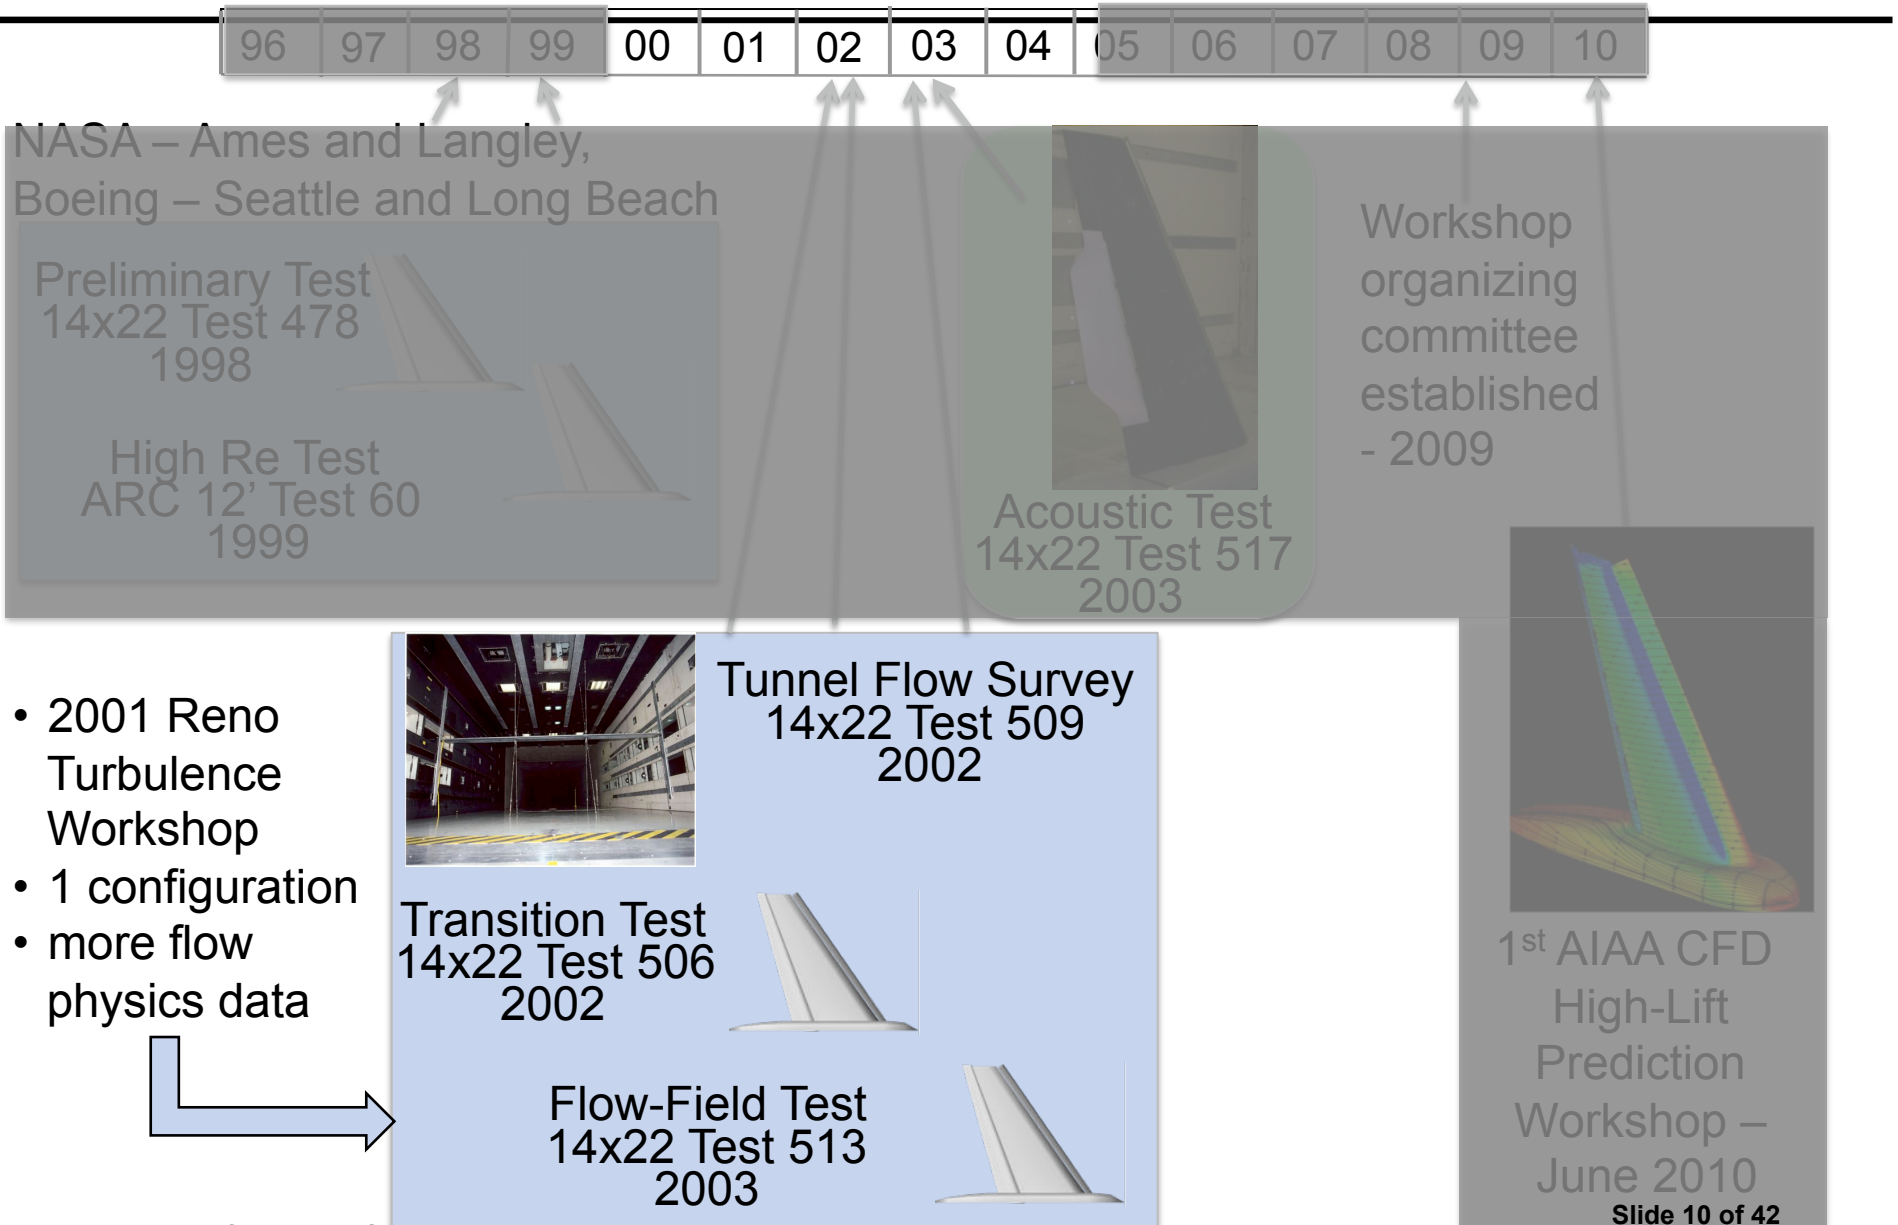 96 97 98 99 00 01 02 03 04 05 06 07 08 09 10
NASA – Ames and Langley,
Boeing – Seattle and Long Beach
Preliminary Test
14x22 Test 478
1998
High Re Test
ARC 12’ Test 60
1999
Acoustic Test
14x22 Test 517
2003
Workshop
organizing
committee
established
- 2009
• 2001 Reno
Turbulence
Workshop
• 1 configuration
• more flow
physics data
Tunnel Flow Survey
14x22 Test 509
2002
Transition Test
14x22 Test 506
2002
Flow-Field Test
14x22 Test 513
2003
1st AIAA CFD
High-Lift
Prediction
Workshop –
June 2010
Slide 10 of 42